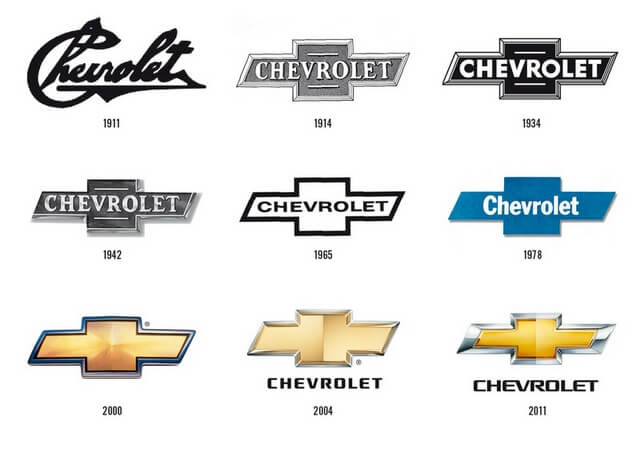 Chevrolet
1911
CHEVROLET
1914
CHEVROLET
1934
CHEVROLET
1942
CHEVROLET
1965
Chevrolet
1978
®
2000
®
CHEVROLET
2004
CHEVROLET
2011